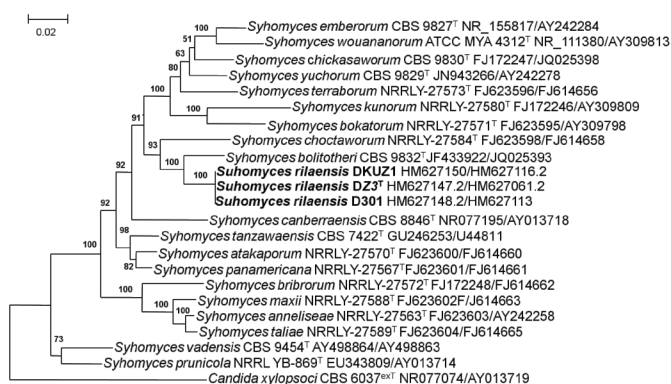 0.02
100
Syhomyces emberorum CBS 9827ᵀ NR_155817/AY242284
51
Syhomyces wouananorum ATCC MYA 4312ᵀ NR_111380/AY309813
63
Syhomyces chickasaworum CBS 9830ᵀ FJ172247/JQ025398
80
Syhomyces yuchorum CBS 9829ᵀ JN943266/AY242278
100
Syhomyces terraborum NRRLY-27573ᵀ FJ623596/FJ614656
Syhomyces kunorum NRRLY-27580ᵀ FJ172246/AY309809
100
Syhomyces bokatorum NRRLY-27571ᵀ FJ623595/AY309798
91
Syhomyces choctaworum NRRLY-27584ᵀ FJ623598/FJ614658
93
Syhomyces bolitotheri CBS 9832ᵀJF433922/JQ025393
100
Suhomyces rilaensis DKUZ1 HM627150/HM627116.2
92
Suhomyces rilaensis DZ3ᵀ HM627147.2/HM627061.2
100
Suhomyces rilaensis D301 HM627148.2/HM627113
92
Syhomyces canberraensis CBS 8846ᵀ NR077195/AY013718
98
Syhomyces tanzawaensis CBS 7422ᵀ GU246253/U44811
100
Syhomyces atakaporum NRRLY-27570ᵀ FJ623600/FJ614660
82
Syhomyces panamericana NRRLY-27567ᵀFJ623601/FJ614661
100
Syhomyces bribrorum NRRLY-27572ᵀ FJ172248/FJ614662
100
Syhomyces maxii NRRLY-27588ᵀ FJ623602F/J614663
100
Syhomyces anneliseae NRRLY-27563ᵀ FJ623603/AY242258
Syhomyces taliae NRRLY-27589ᵀ FJ623604/FJ614665
73
Syhomyces vadensis CBS 9454ᵀ AY498864/AY498863
Syhomyces prunicola NRRL YB-869ᵀ EU343809/AY013714
Candida xylopsoci CBS 6037ᵉˣᵀ NR077074/AY013719